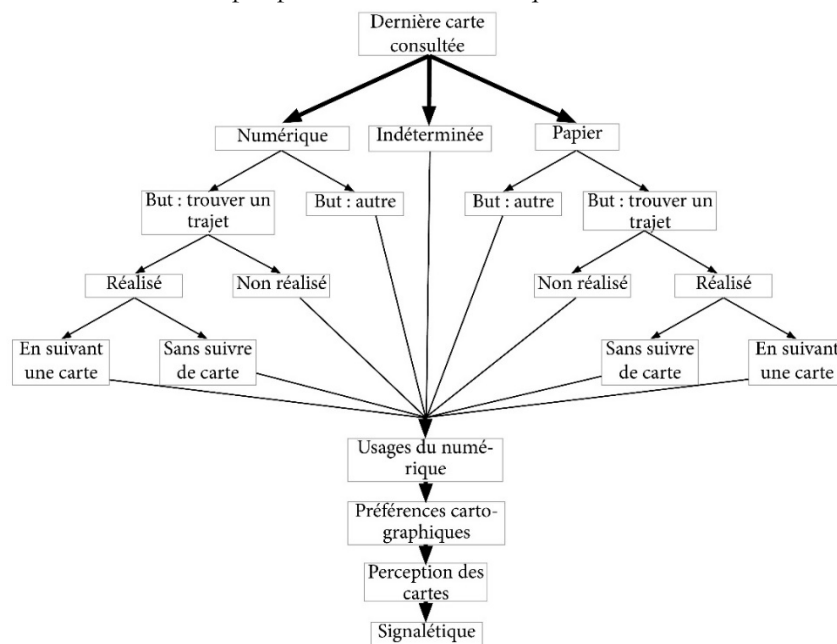 Dernière carte
consultée
Numérique
Indéterminée
Papier
But : trouver un
trajet
But : autre
But : autre
But : trouver un
trajet
Réalisé
Non réalisé
Non réalisé
Réalisé
En suivant
une carte
Sans suivre
de carte
Sans suivre
de carte
En suivant
une carte
Usages du numé-
rique
Préférences carto-
graphiques
Perception des
cartes
Signalétique